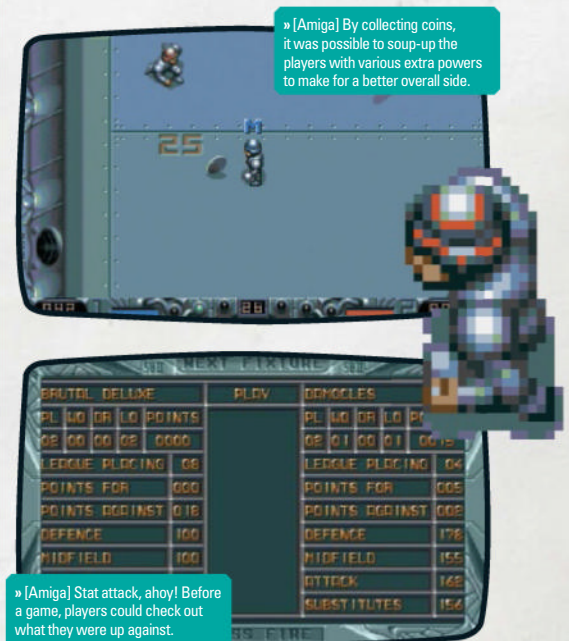 » [Amiga] By collecting coins,
it was possible to soup-up the
players with various extra powers
to make for a better overall side.
M
25
28
NEXT FIXTURE
BRUTAL DELUXE
PLAY
DAMOCLES
PL WO DR LO POINTS
PL WO DR LO
02 00 00 02 0000
02 01 00 01
LEAGUE PLACING 08
LEAGUE PLACING 04
POINTS FOR 000
POINTS FOR 005
POINTS AGAINST 018
POINTS AGAINST 002
DEFENCE 100
DEFENCE 178
MIDFIELD 100
MIDFIELD 155
ATTACK 162
SUBSTITUTES 156
» [Amiga] Stat attack, ahoy! Before
a game, players could check out
what they were up against.
FIRE